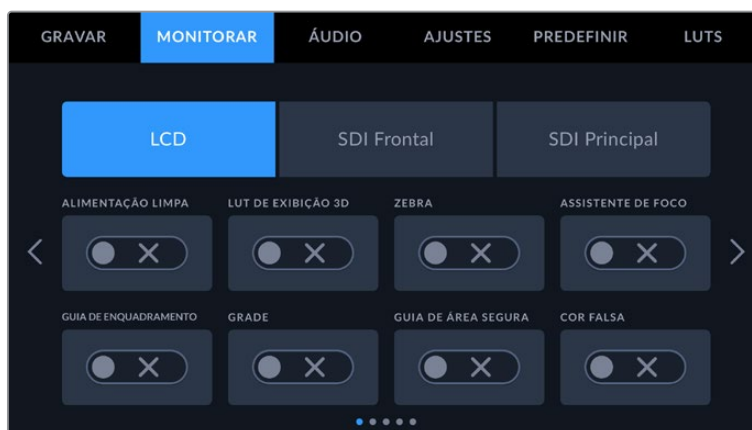 GRAVAR MONITORAR ÁUDIO AJUSTES PREDEFINIR LUTS
LCD SDI Frontal SDI Principal
ALIMENTAÇÃO LIMPA LUT DE EXIBIÇÃO 3D ZEBRA ASSISTENTE DE FOCO
GUIA DE ENQUADRAMENTO GRADE GUIA DE ÁREA SEGURA COR FALSA